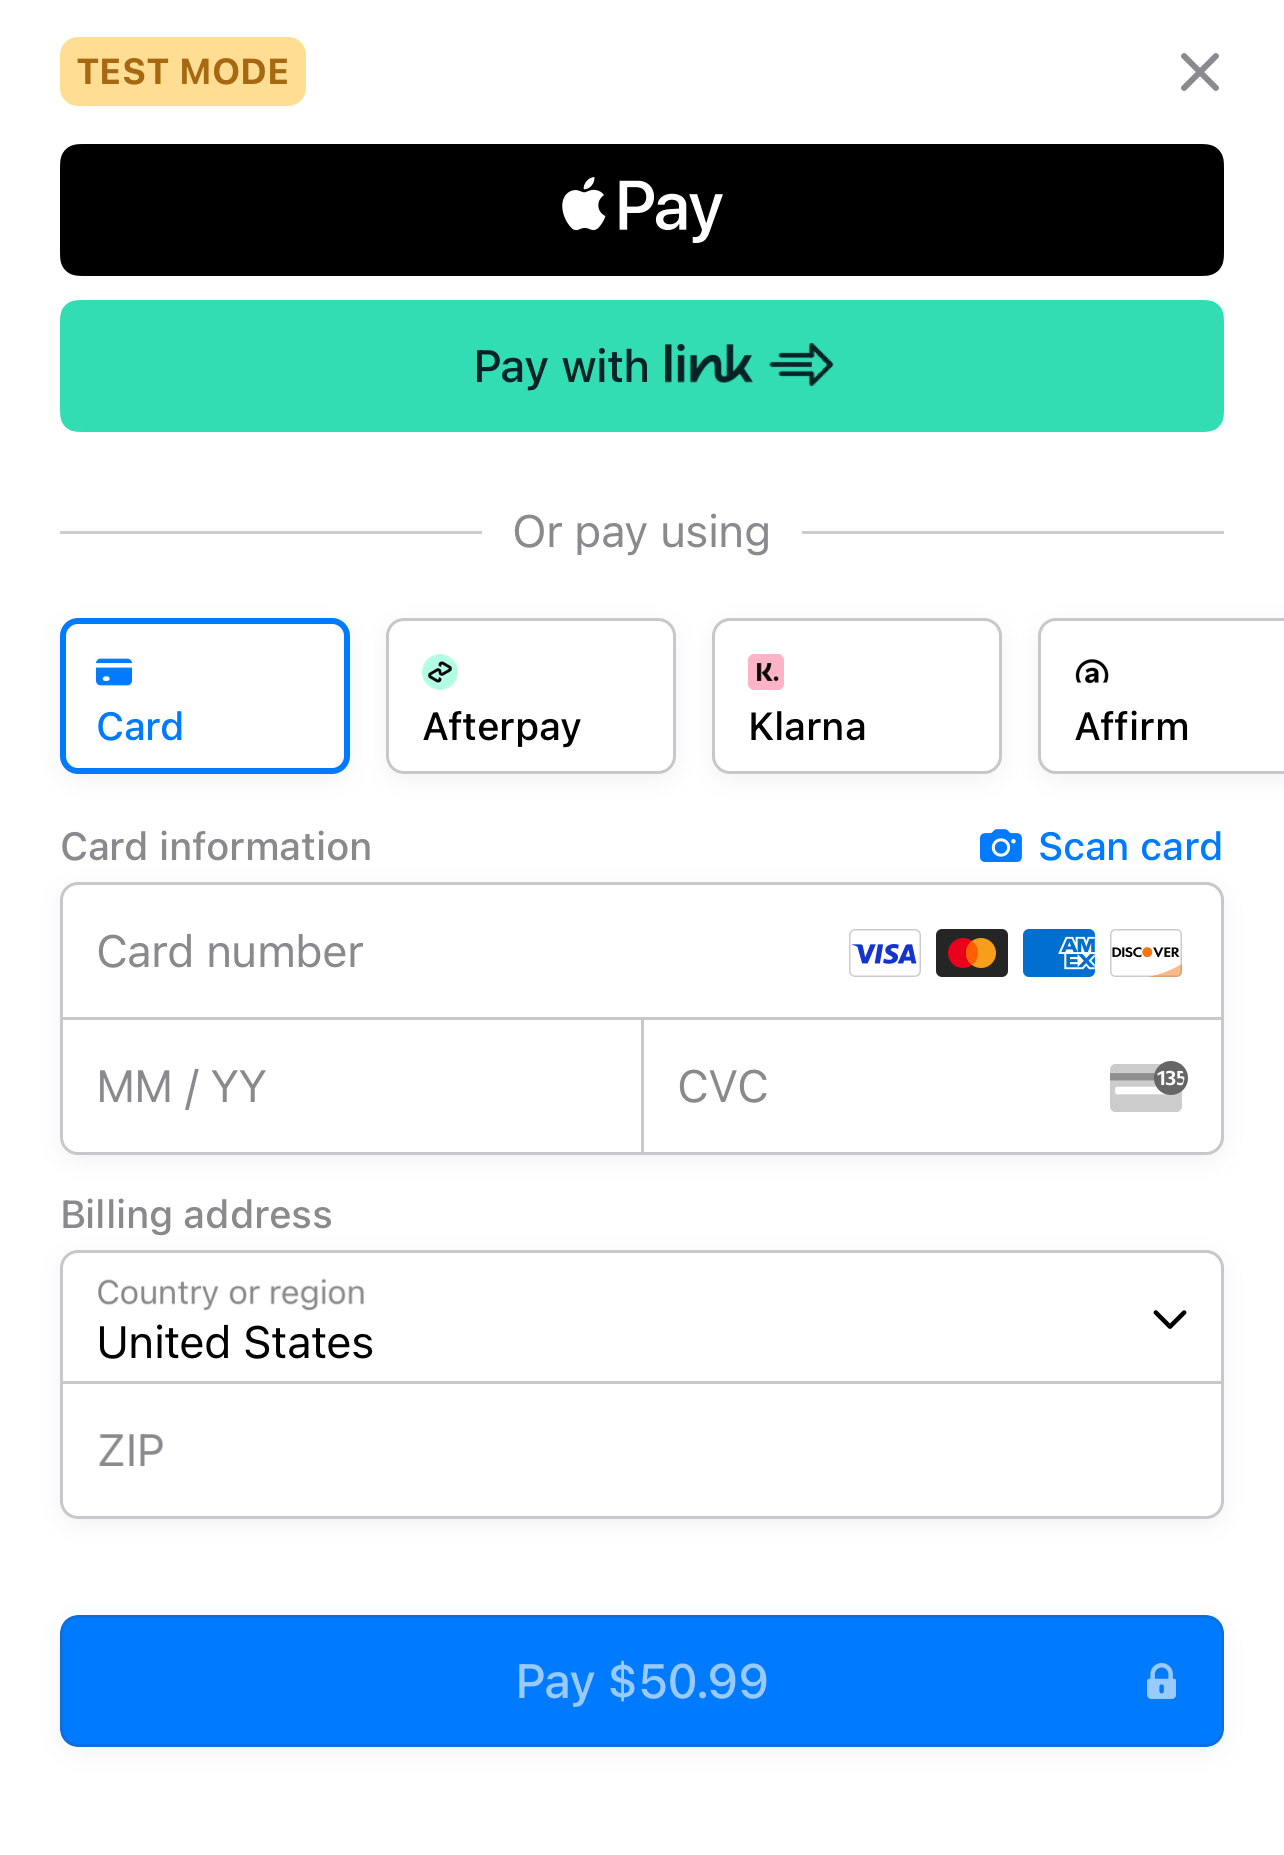 TEST MODE
Pay
Pay with link
Or pay using
Card
Afterpay
K.
Klarna
a
Affirm
Card information
Scan card
Card number
VISA
AM
EX
DISCOVER
MM / YY
CVC
135
Billing address
Country or region
United States
ZIP
Pay $50.99